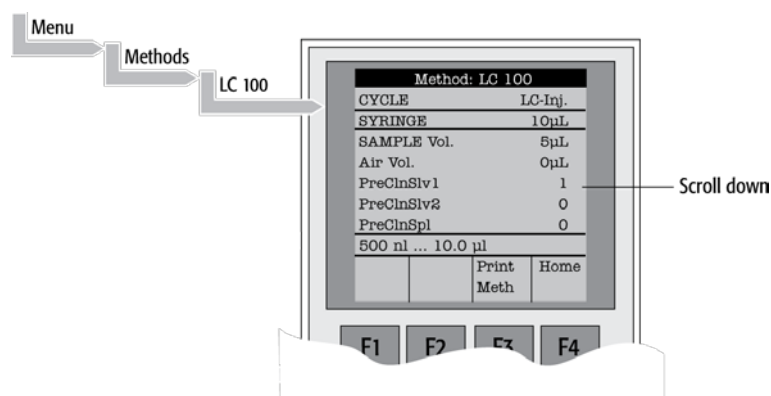 Menu
Methods
LC 100
Method: LC 100
CYCLE LC-Inj.
SYRINGE 10µL
SAMPLE Vol. 5µL
Air Vol. 0µL
PreClnSlv1 1
PreClnSlv2 0
PreClnSpl 0
500 nl ... 10.0 µl
Print Home
Meth
Scroll down
F1 F2 F3 F4